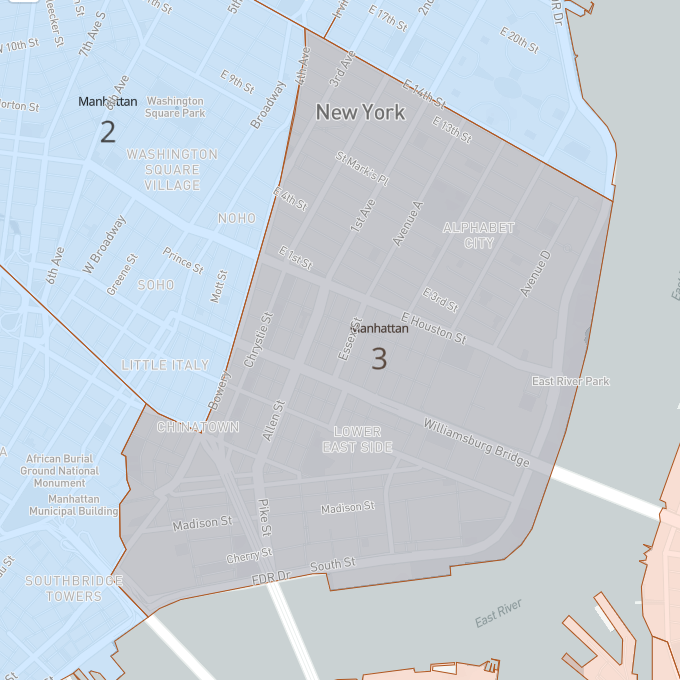 5th
Irving
2nd
FDR Dr
Bleecker St
7th Ave S
E 17th St
E 20th St
W 10th St
4th Ave
3rd Ave
6th Ave
E 9th St
Broadway
E 14th St
Manhattan
2
Washington
Square Park
New York
E 13th St
WASHINGTON
SQUARE
VILLAGE
St Mark's Pl
E 4th St
1st Ave
Avenue A
NOHO
ALPHABET
CITY
W Broadway
E 1st St
6th Ave
Greene St
Prince St
Mott St
Avenue D
East
SOHO
E 3rd St
E Houston St
Chrystie St
Essex St
Manhattan
3
LITTLE ITALY
Bowery
East River Park
CHINATOWN
Allen St
LOWER
EAST SIDE
Williamsburg Bridge
African Burial
Ground National
Monument
Manhattan
Municipal Building
Pike St
Madison St
Madison St
Cherry St
South St
FDR Dr
SOUTHBRIDGE
TOWERS
East River